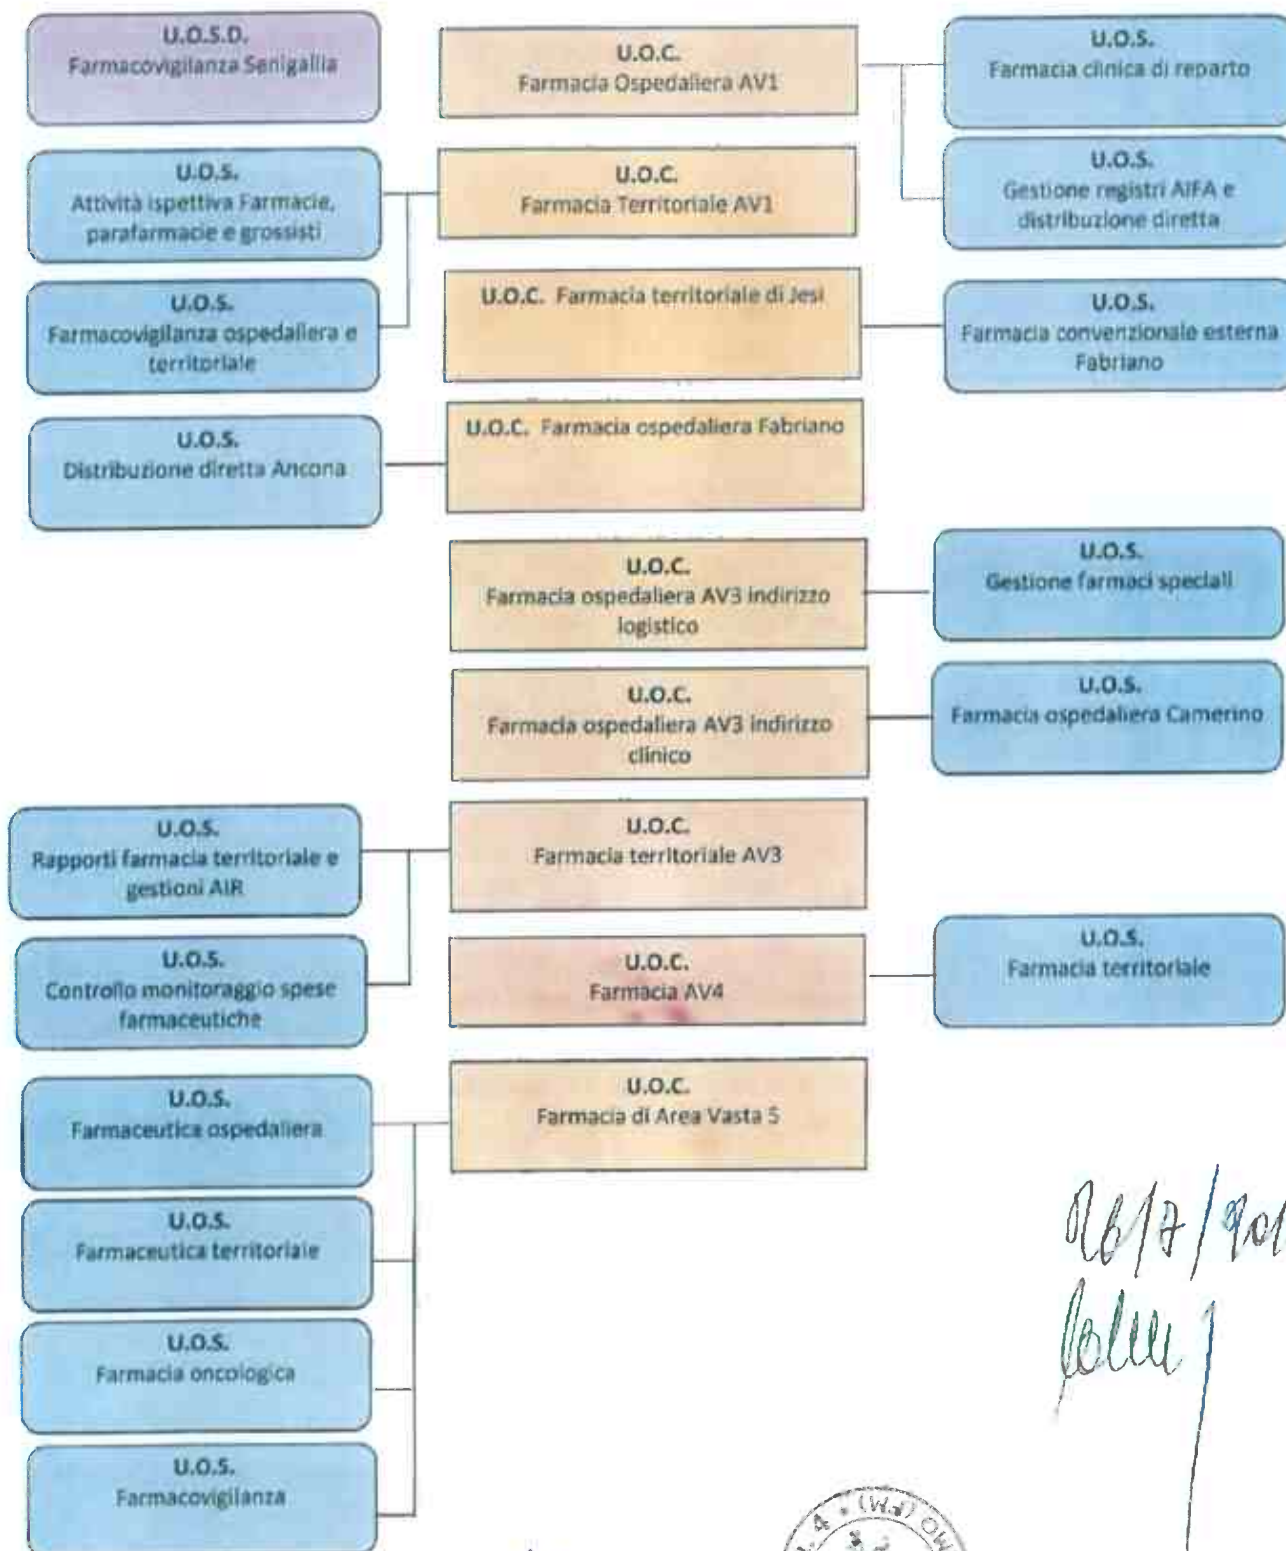 U.O.S.D.
Farmacovigilanza Senigallia
U.O.C.
Farmacia Ospedaliera AV1
U.O.S.
Farmacia clinica di reparto
U.O.S.
Attività ispettiva Farmacie,
parafarmacie e grossisti
U.O.C.
Farmacia Territoriale AV1
U.O.S.
Gestione registri AIFA e
distribuzione diretta
U.O.S.
Farmacovigilanza ospedaliera e
territoriale
U.O.C. Farmacia territoriale di Jesi
U.O.S.
Farmacia convenzionale esterna
Fabriano
U.O.S.
Distribuzione diretta Ancona
U.O.C. Farmacia ospedaliera Fabriano
U.O.C.
Farmacia ospedaliera AV3 indirizzo
logistico
U.O.S.
Gestione farmaci speciali
U.O.C.
Farmacia ospedaliera AV3 indirizzo
clinico
U.O.S.
Farmacia ospedaliera Camerino
U.O.S.
Rapporti farmacia territoriale e
gestioni AIR
U.O.C.
Farmacia territoriale AV3
U.O.S.
Controllo monitoraggio spese
farmaceutiche
U.O.C.
Farmacia AV4
U.O.S.
Farmacia territoriale
U.O.S.
Farmaceutica ospedaliera
U.O.C.
Farmacia di Area Vasta 5
U.O.S.
Farmaceutica territoriale
U.O.S.
Farmacia oncologica
U.O.S.
Farmacovigilanza